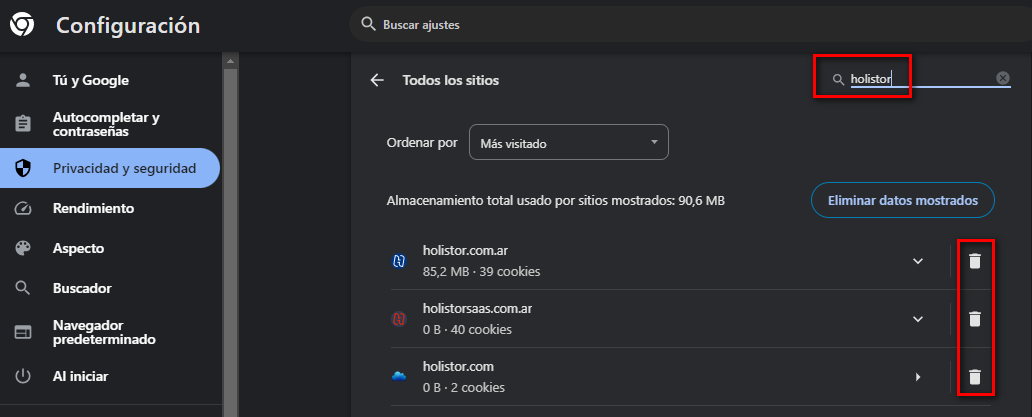 Configuración
Buscar ajustes
Tú y Google
Autocompletar y
contraseñas
Privacidad y seguridad
Rendimiento
Aspecto
Buscador
Navegador
predeterminado
Al iniciar
Todos los sitios
holistor
Ordenar por
Más visitado
Almacenamiento total usado por sitios mostrados: 90,6 MB
Eliminar datos mostrados
holistor.com.ar
85,2 MB · 39 cookies
holistorsaas.com.ar
0 B · 40 cookies
holistor.com
0 B · 2 cookies